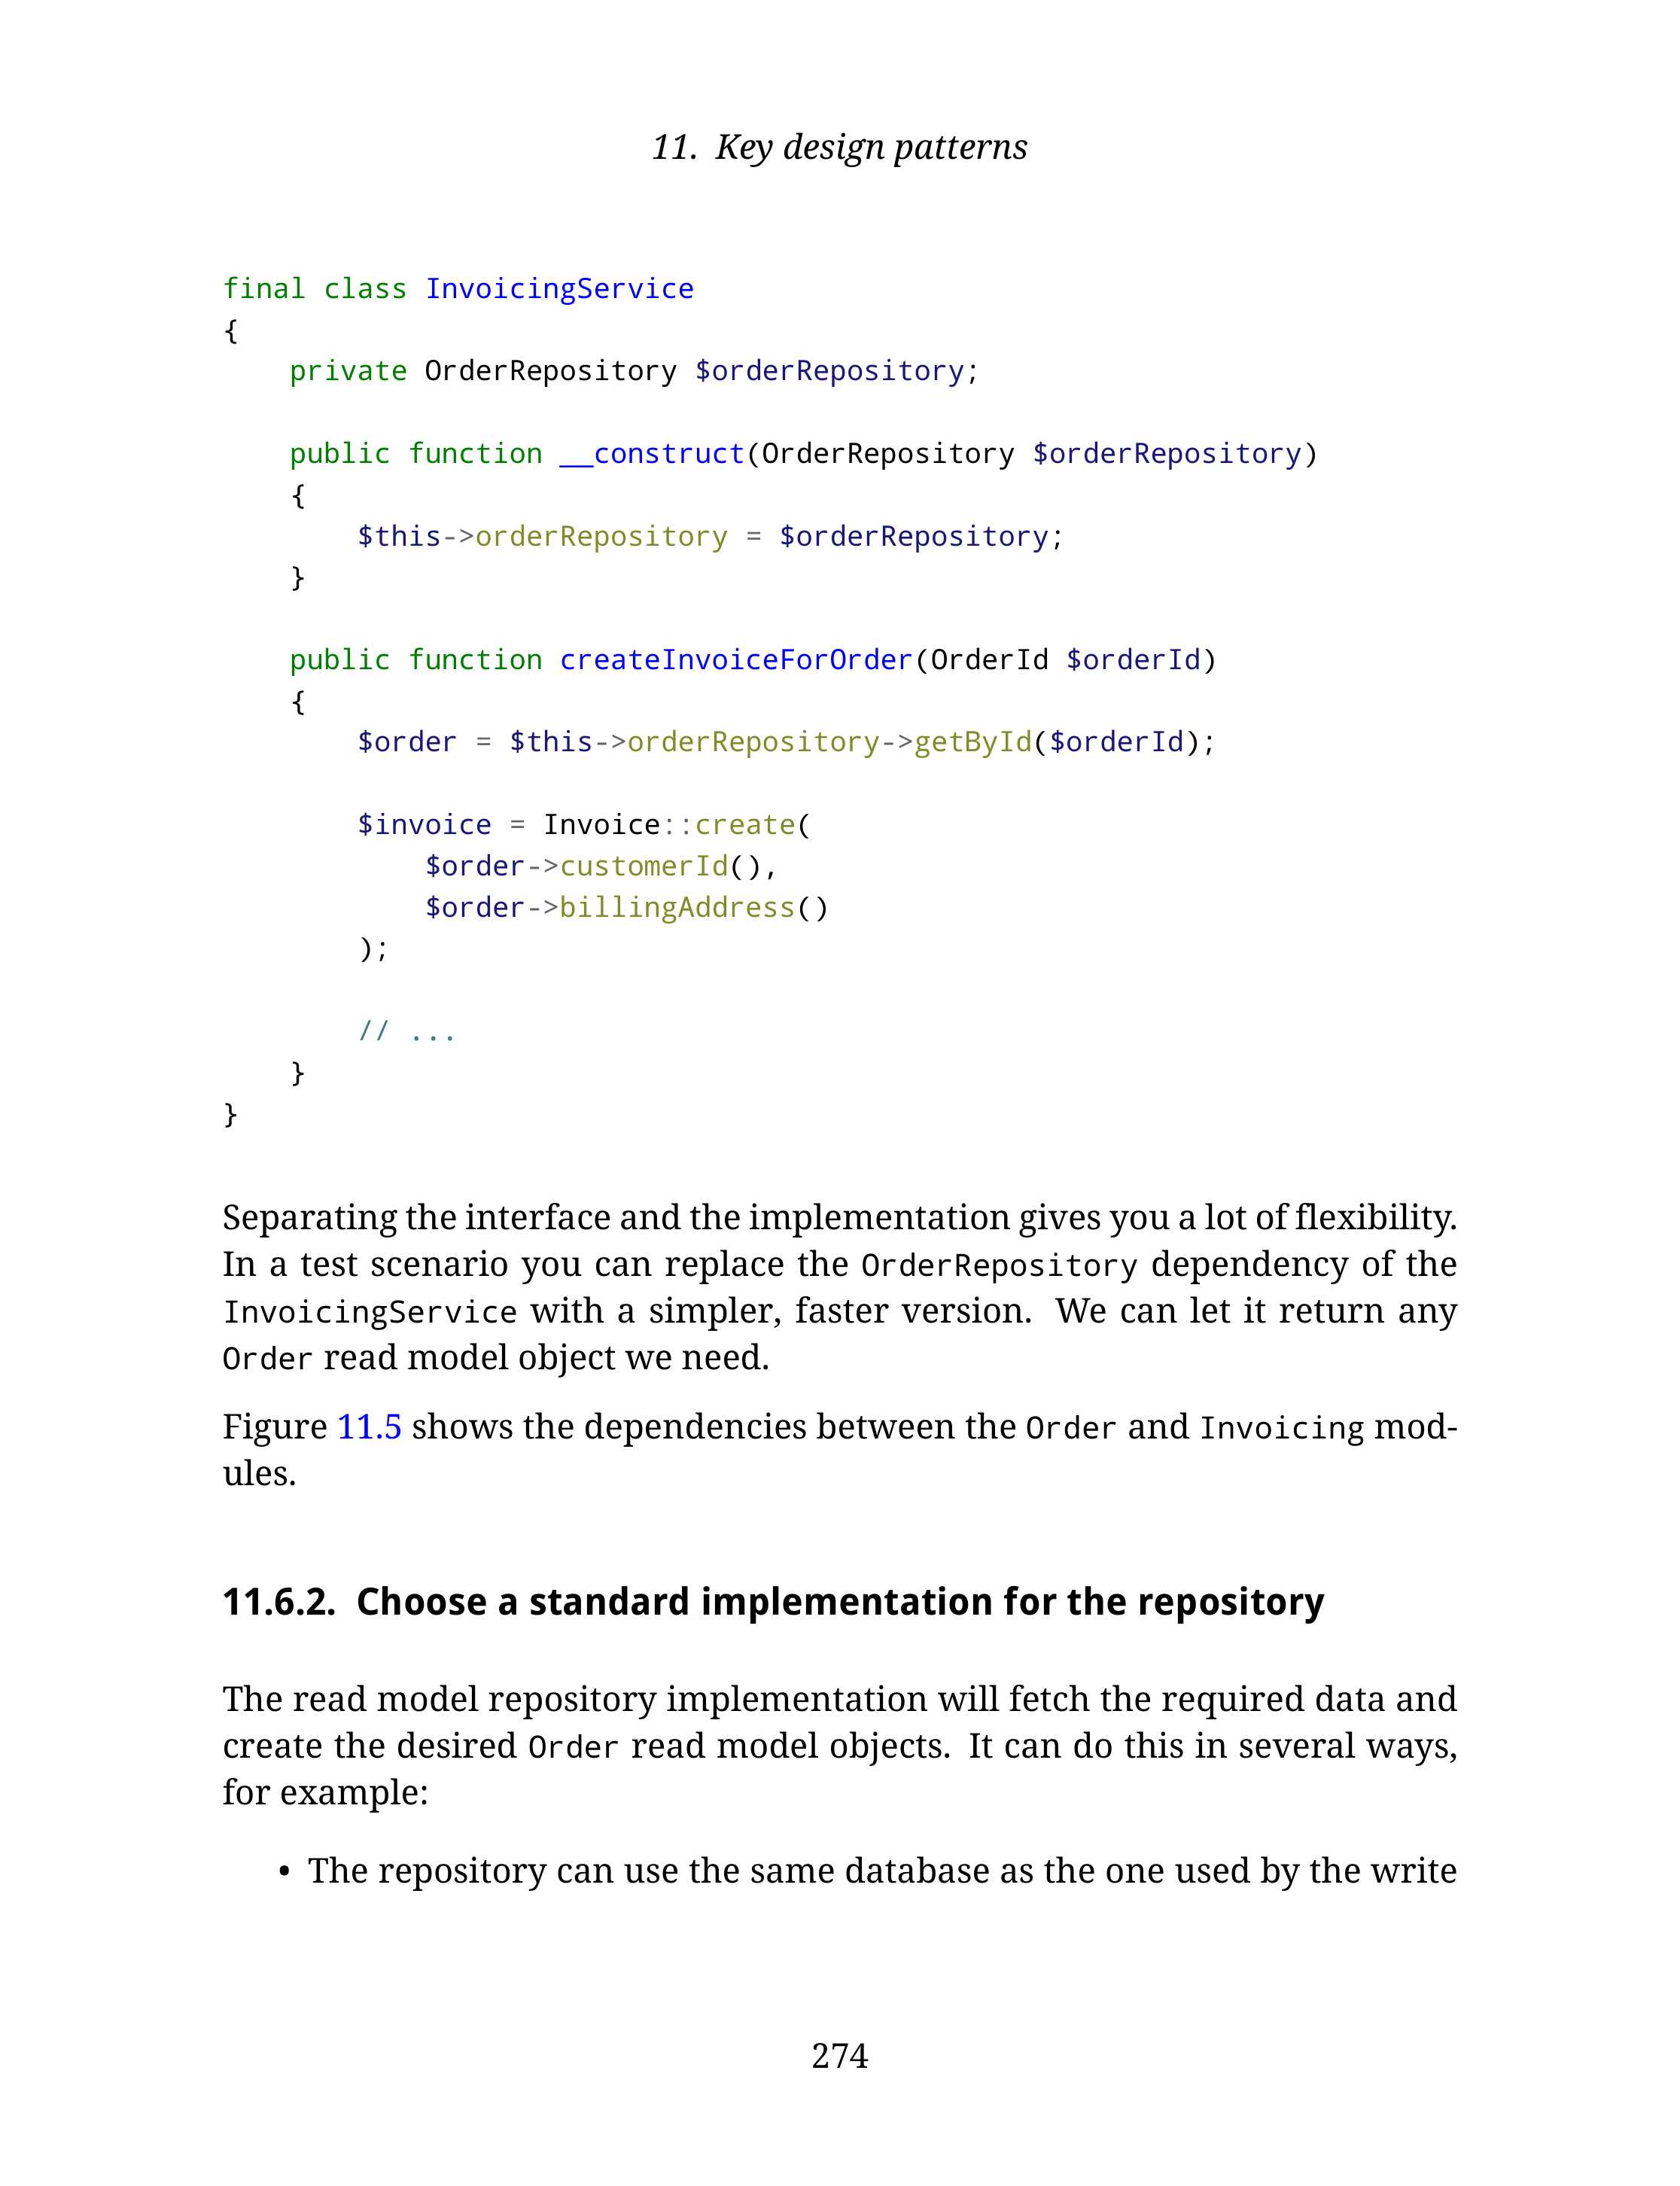 11. Key design patterns
final class InvoicingService
{
    private OrderRepository $orderRepository;
    public function __construct(OrderRepository $orderRepository)
    {
        $this->orderRepository = $orderRepository;
    }
    public function createInvoiceForOrder(OrderId $orderId)
    {
        $order = $this->orderRepository->getById($orderId);
        $invoice = Invoice::create(
            $order->customerId(),
            $order->billingAddress()
        );
        // ...
    }
}
Separating the interface and the implementation gives you a lot of flexibility.
In a test scenario you can replace the OrderRepository dependency of the
InvoicingService with a simpler, faster version. We can let it return any
Order read model object we need.
Figure 11.5 shows the dependencies between the Order and Invoicing mod-
ules.
11.6.2. Choose a standard implementation for the repository
The read model repository implementation will fetch the required data and
create the desired Order read model objects. It can do this in several ways,
for example:
• The repository can use the same database as the one used by the write
274